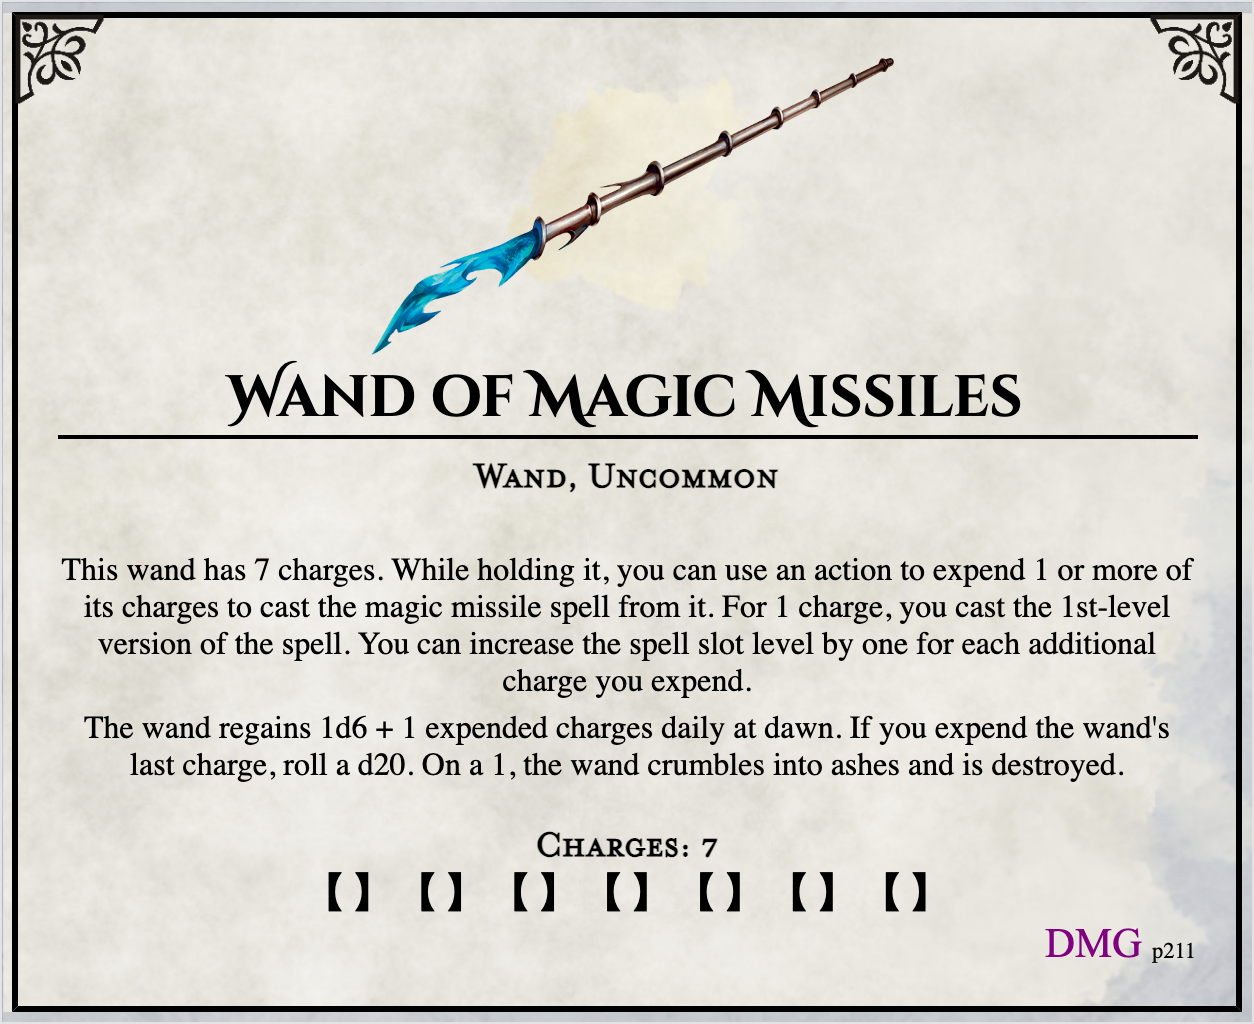 Wand of Magic Missiles
Wand, Uncommon
This wand has 7 charges. While holding it, you can use an action to expend 1 or more of
its charges to cast the magic missile spell from it. For 1 charge, you cast the 1st-level
version of the spell. You can increase the spell slot level by one for each additional
charge you expend.
The wand regains 1d6 + 1 expended charges daily at dawn. If you expend the wand's
last charge, roll a d20. On a 1, the wand crumbles into ashes and is destroyed.
Charges: 7
【 】 【 】 【 】 【 】 【 】 【 】 【 】
DMG p211